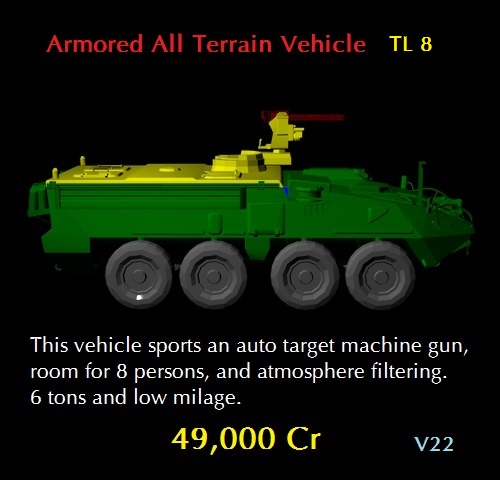 Armored All Terrain Vehicle TL 8
This vehicle sports an auto target machine gun,
room for 8 persons, and atmosphere filtering.
6 tons and low milage.
49,000 Cr
V22